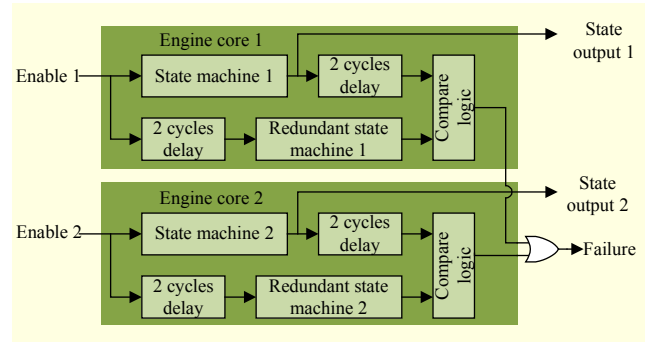 Engine core 1
State
output 1
Enable 1
State machine 1
2 cycles
delay
Compare
logic
2 cycles
delay
Redundant state
machine 1
Engine core 2
State
output 2
Enable 2
State machine 2
2 cycles
delay
Compare
logic
Failure
2 cycles
delay
Redundant state
machine 2